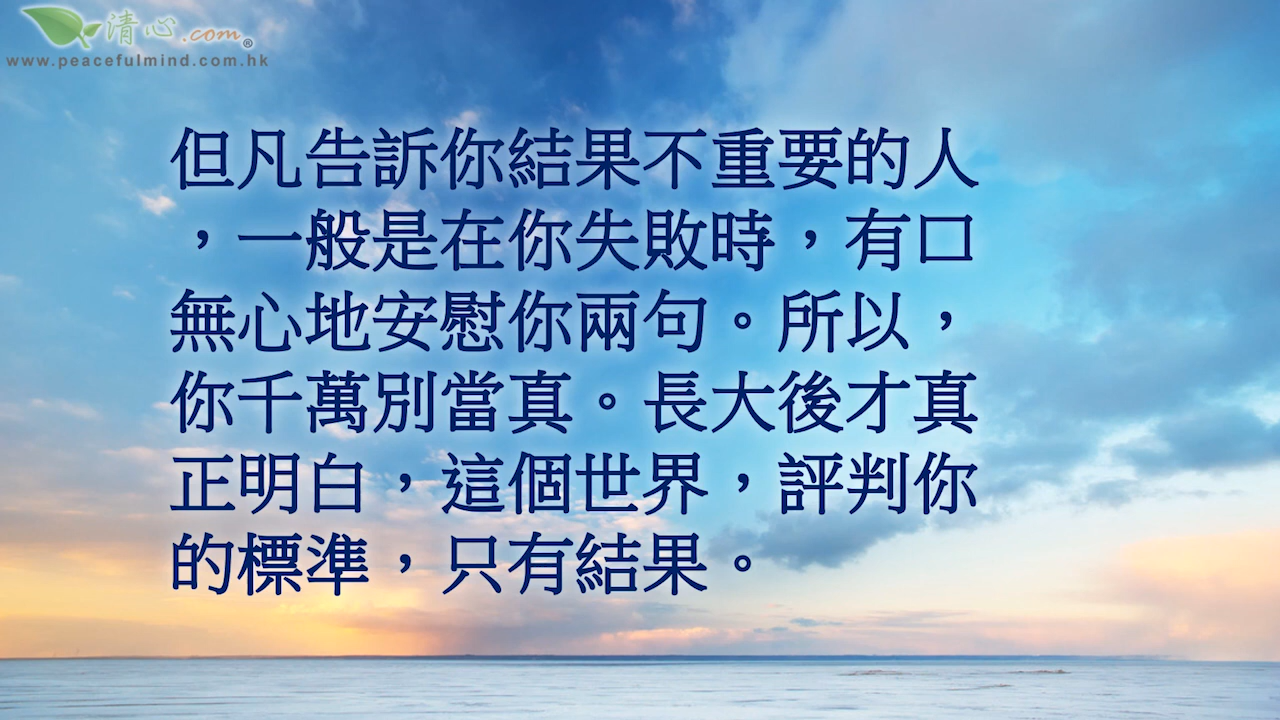 清心.com®
www.peacefulmind.com.hk
但凡告訴你結果不重要的人
，一般是在你失敗時，有口
無心地安慰你兩句。所以，
你千萬別當真。長大後才真
正明白，這個世界，評判你
的標準，只有結果。